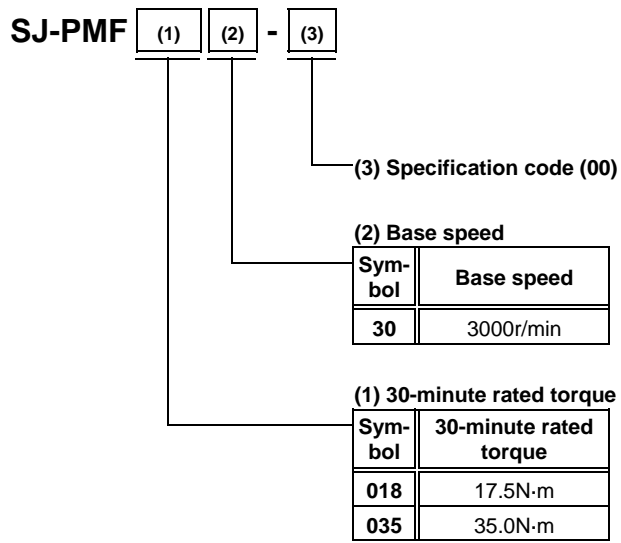 SJ-PMF (1) (2) - (3)
(3) Specification code (00)
(2) Base speed
Sym-
bol
Base speed
30 3000r/min
(1) 30-minute rated torque
Sym-
bol
30-minute rated
torque
018 17.5N·m
035 35.0N·m